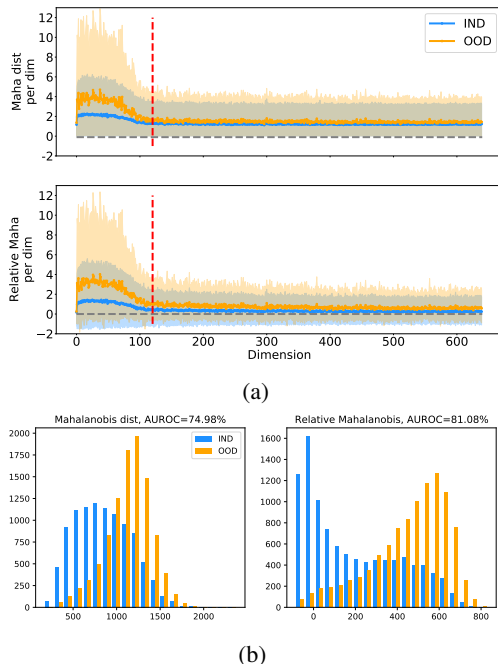 12
10
8
6
4
2
0
-2
Maha dist
per dim
IND
OOD
12
10
8
6
4
2
0
−2
Relative Maha
per dim
0 100 200 300 400 500 600
Dimension
(a)
Mahalanobis dist, AUROC=74.98%
2000
1750
1500
1250
1000
750
500
250
0
500 1000 1500 2000
IND
OOD
Relative Mahalanobis, AUROC=81.08%
1600
1400
1200
1000
800
600
400
200
0
0 200 400 600 800
(b)